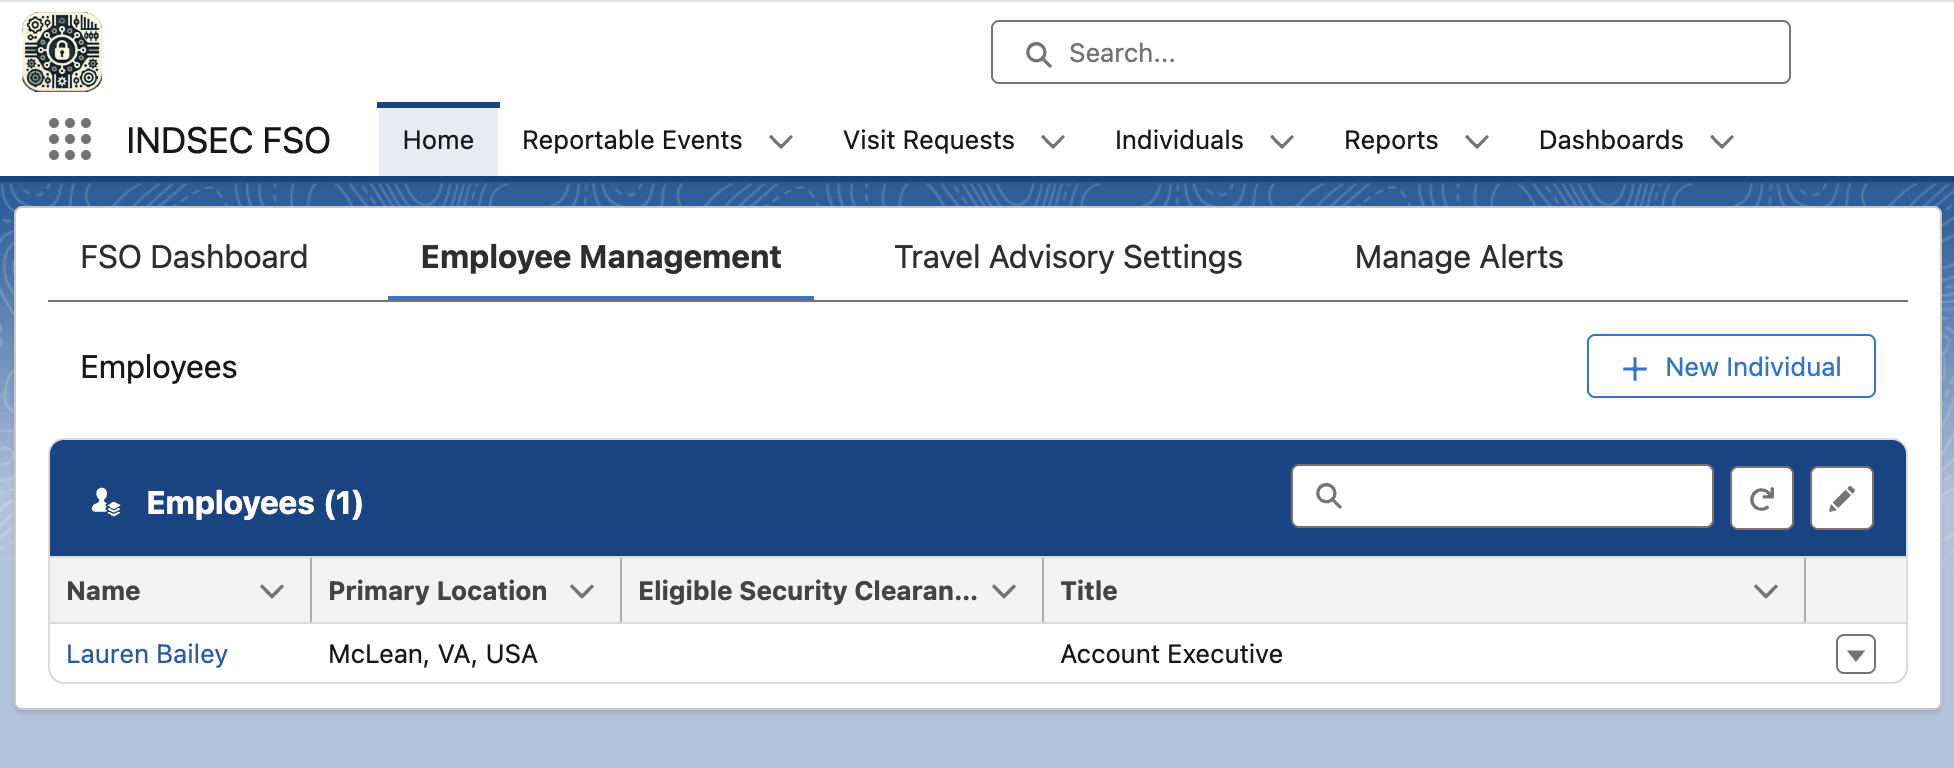 Search...
INDSEC FSO Home Reportable Events Visit Requests Individuals Reports Dashboards
FSO Dashboard Employee Management Travel Advisory Settings Manage Alerts
Employees New Individual
Employees (1)
Name Primary Location Eligible Security Clearan... Title
Lauren Bailey McLean, VA, USA Account Executive